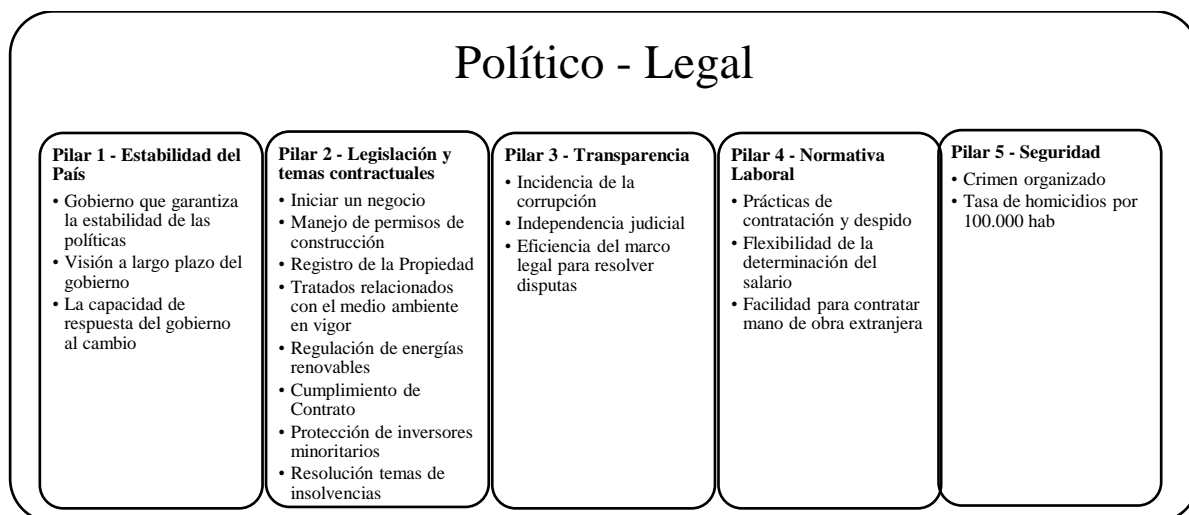 Político - Legal
Pilar 1 - Estabilidad del
País
• Gobierno que garantiza
la estabilidad de las
políticas
• Visión a largo plazo del
gobierno
• La capacidad de
respuesta del gobierno
al cambio
Pilar 2 - Legislación y
temas contractuales
• Iniciar un negocio
• Manejo de permisos de
construcción
• Registro de la Propiedad
• Tratados relacionados
con el medio ambiente
en vigor
• Regulación de energías
renovables
• Cumplimiento de
Contrato
• Protección de inversores
minoritarios
• Resolución temas de
insolvencias
Pilar 3 - Transparencia
• Incidencia de la
corrupción
• Independencia judicial
• Eficiencia del marco
legal para resolver
disputas
Pilar 4 - Normativa
Laboral
• Prácticas de
contratación y despido
• Flexibilidad de la
determinación del
salario
• Facilidad para contratar
mano de obra extranjera
Pilar 5 - Seguridad
• Crimen organizado
• Tasa de homicidios por
100.000 hab